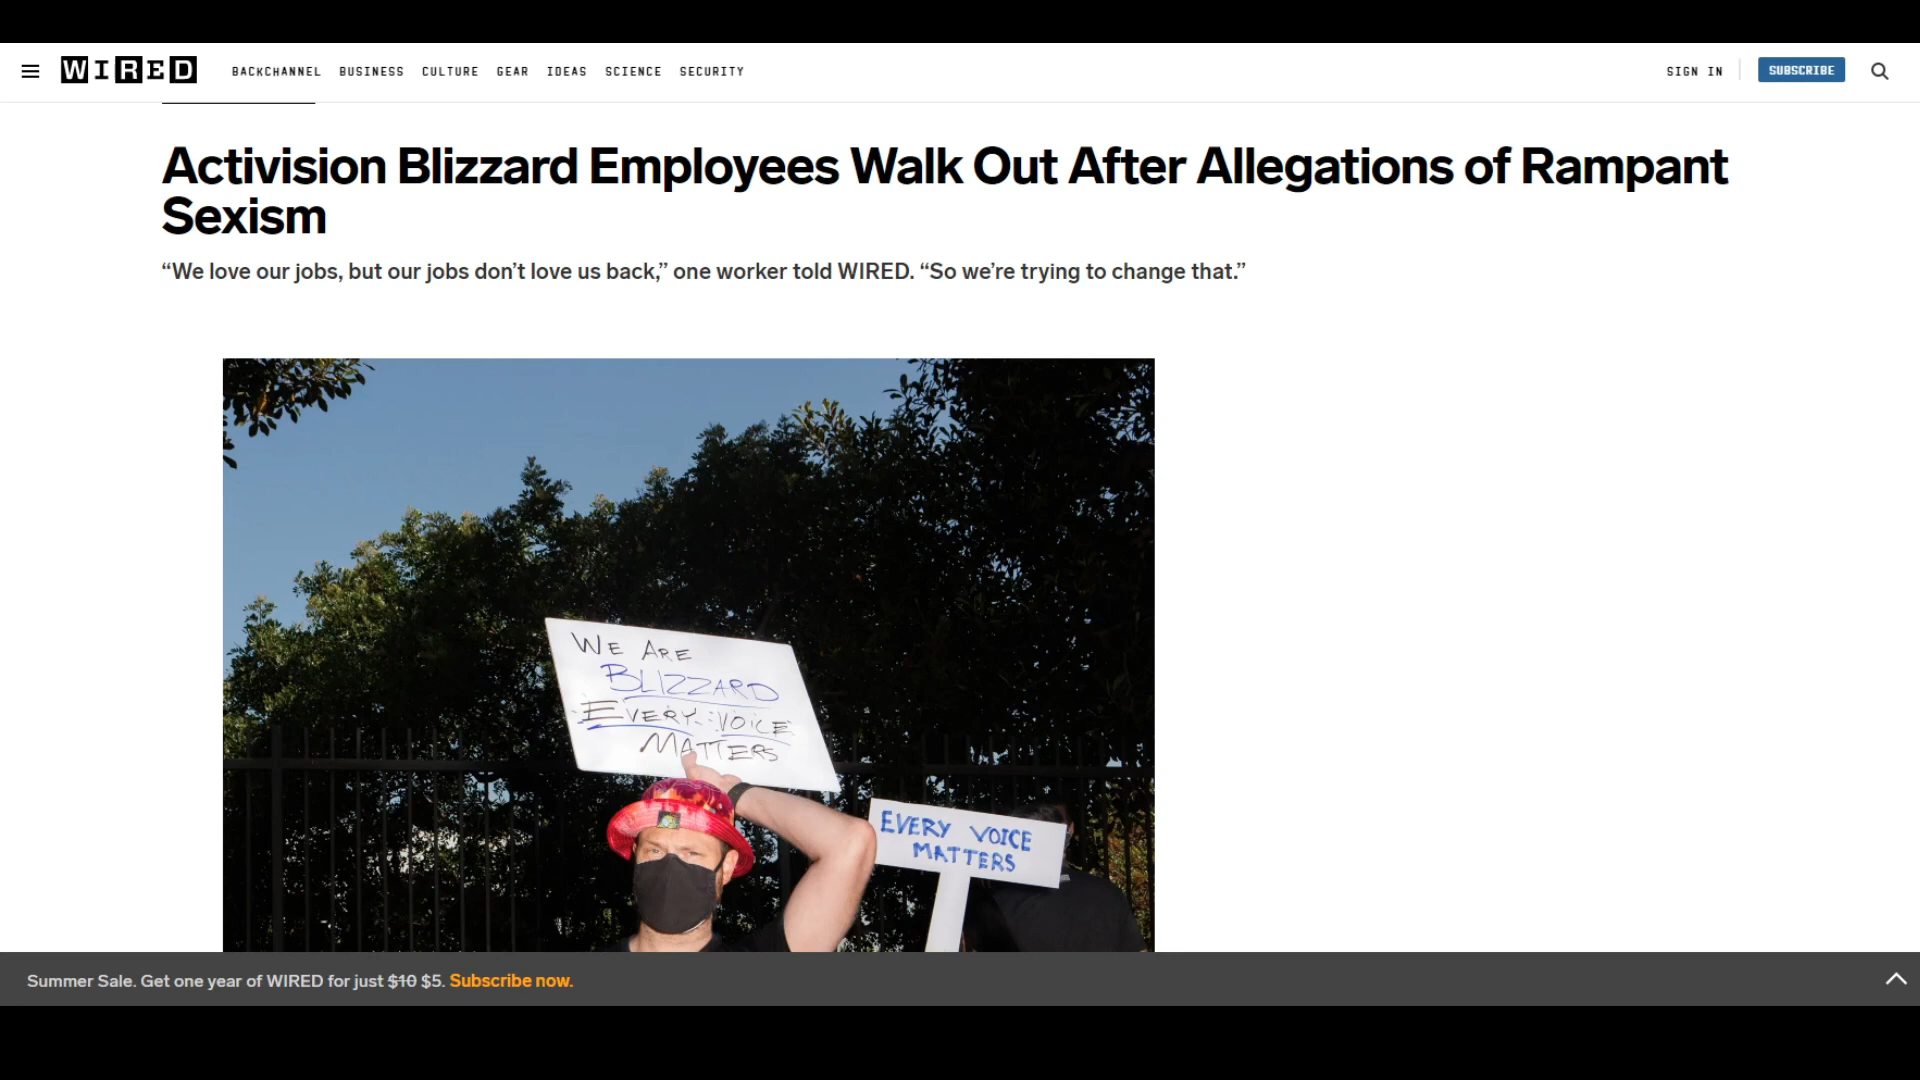 WIRED BACKCHANNEL BUSINESS CULTURE GEAR IDEAS SCIENCE SECURITY SIGN IN SUBSCRIBE
Activision Blizzard Employees Walk Out After Allegations of Rampant
Sexism
“We love our jobs, but our jobs don’t love us back,” one worker told WIRED. “So we’re trying to change that.”
WE ARE
BLIZZARD
EVERY VOICE
MATTERS
EVERY VOICE
MATTERS
Summer Sale. Get one year of WIRED for just $10 $5. Subscribe now.